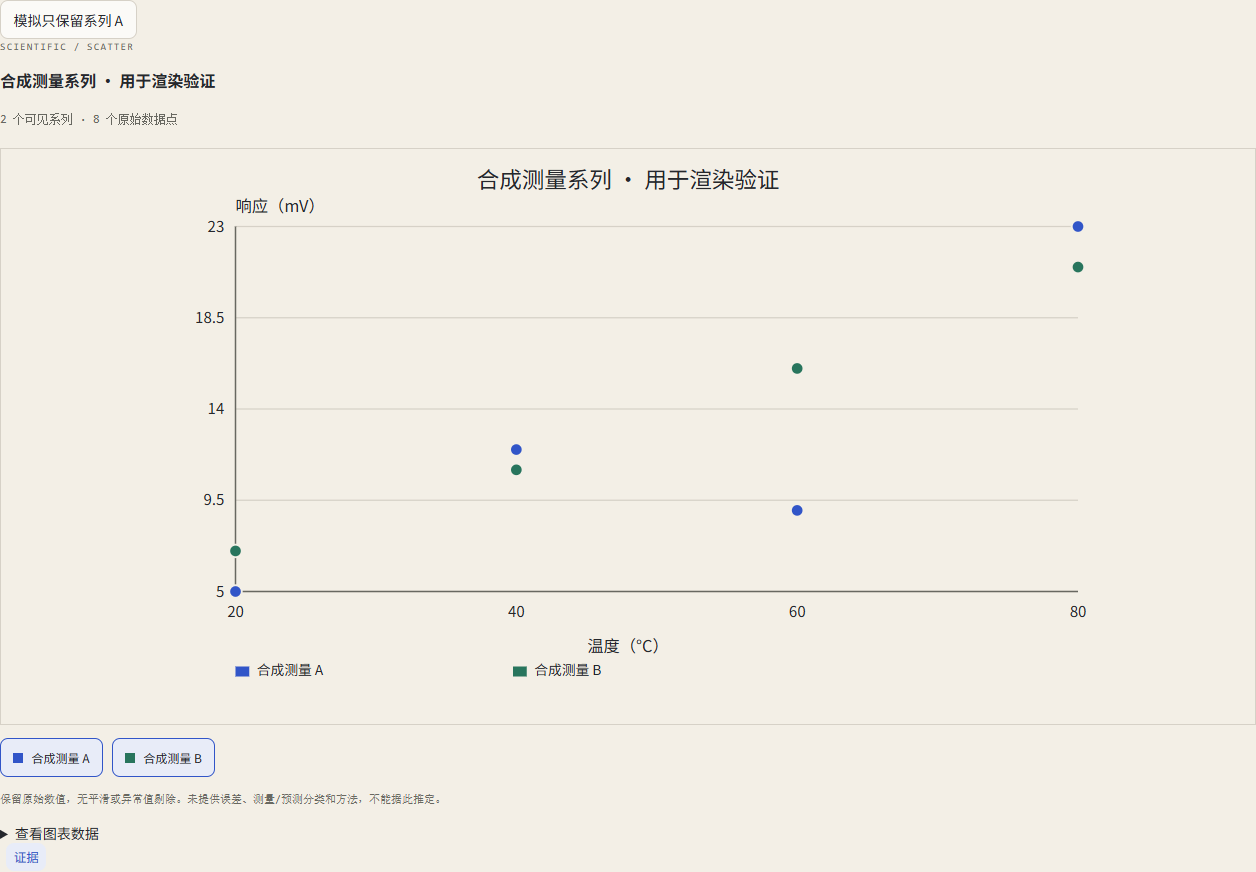 模拟只保留系列 A
SCIENTIFIC / SCATTER
合成测量系列 • 用于渲染验证
2 个可见系列 · 8 个原始数据点
合成测量系列 • 用于渲染验证
响应（mV）
23
18.5
14
9.5
5
20 40 60 80
温度（℃）
合成测量 A 合成测量 B
合成测量 A 合成测量 B
保留原始数值，无平滑或异常值剔除。未提供误差、测量/预测分类和方法，不能据此推定。
查看图表数据
证据